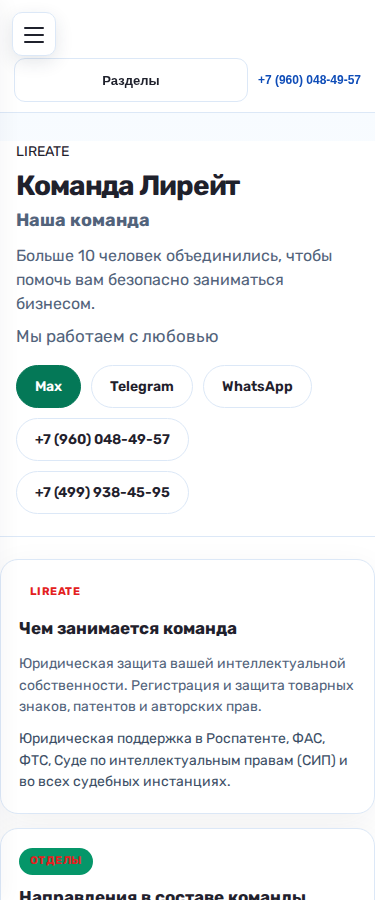 Разделы
+7 (960) 048-49-57
LIREATE
Команда Лирейт
Наша команда
Больше 10 человек объединились, чтобы
помочь вам безопасно заниматься
бизнесом.
Мы работаем с любовью
Max
Telegram
WhatsApp
+7 (960) 048-49-57
+7 (499) 938-45-95
LIREATE
Чем занимается команда
Юридическая защита вашей интеллектуальной
собственности. Регистрация и защита товарных
знаков, патентов и авторских прав.
Юридическая поддержка в Роспатенте, ФАС,
ФТС, Суде по интеллектуальным правам (СИП) и
во всех судебных инстанциях.
ОТДЕЛЫ
Направления в составе команды